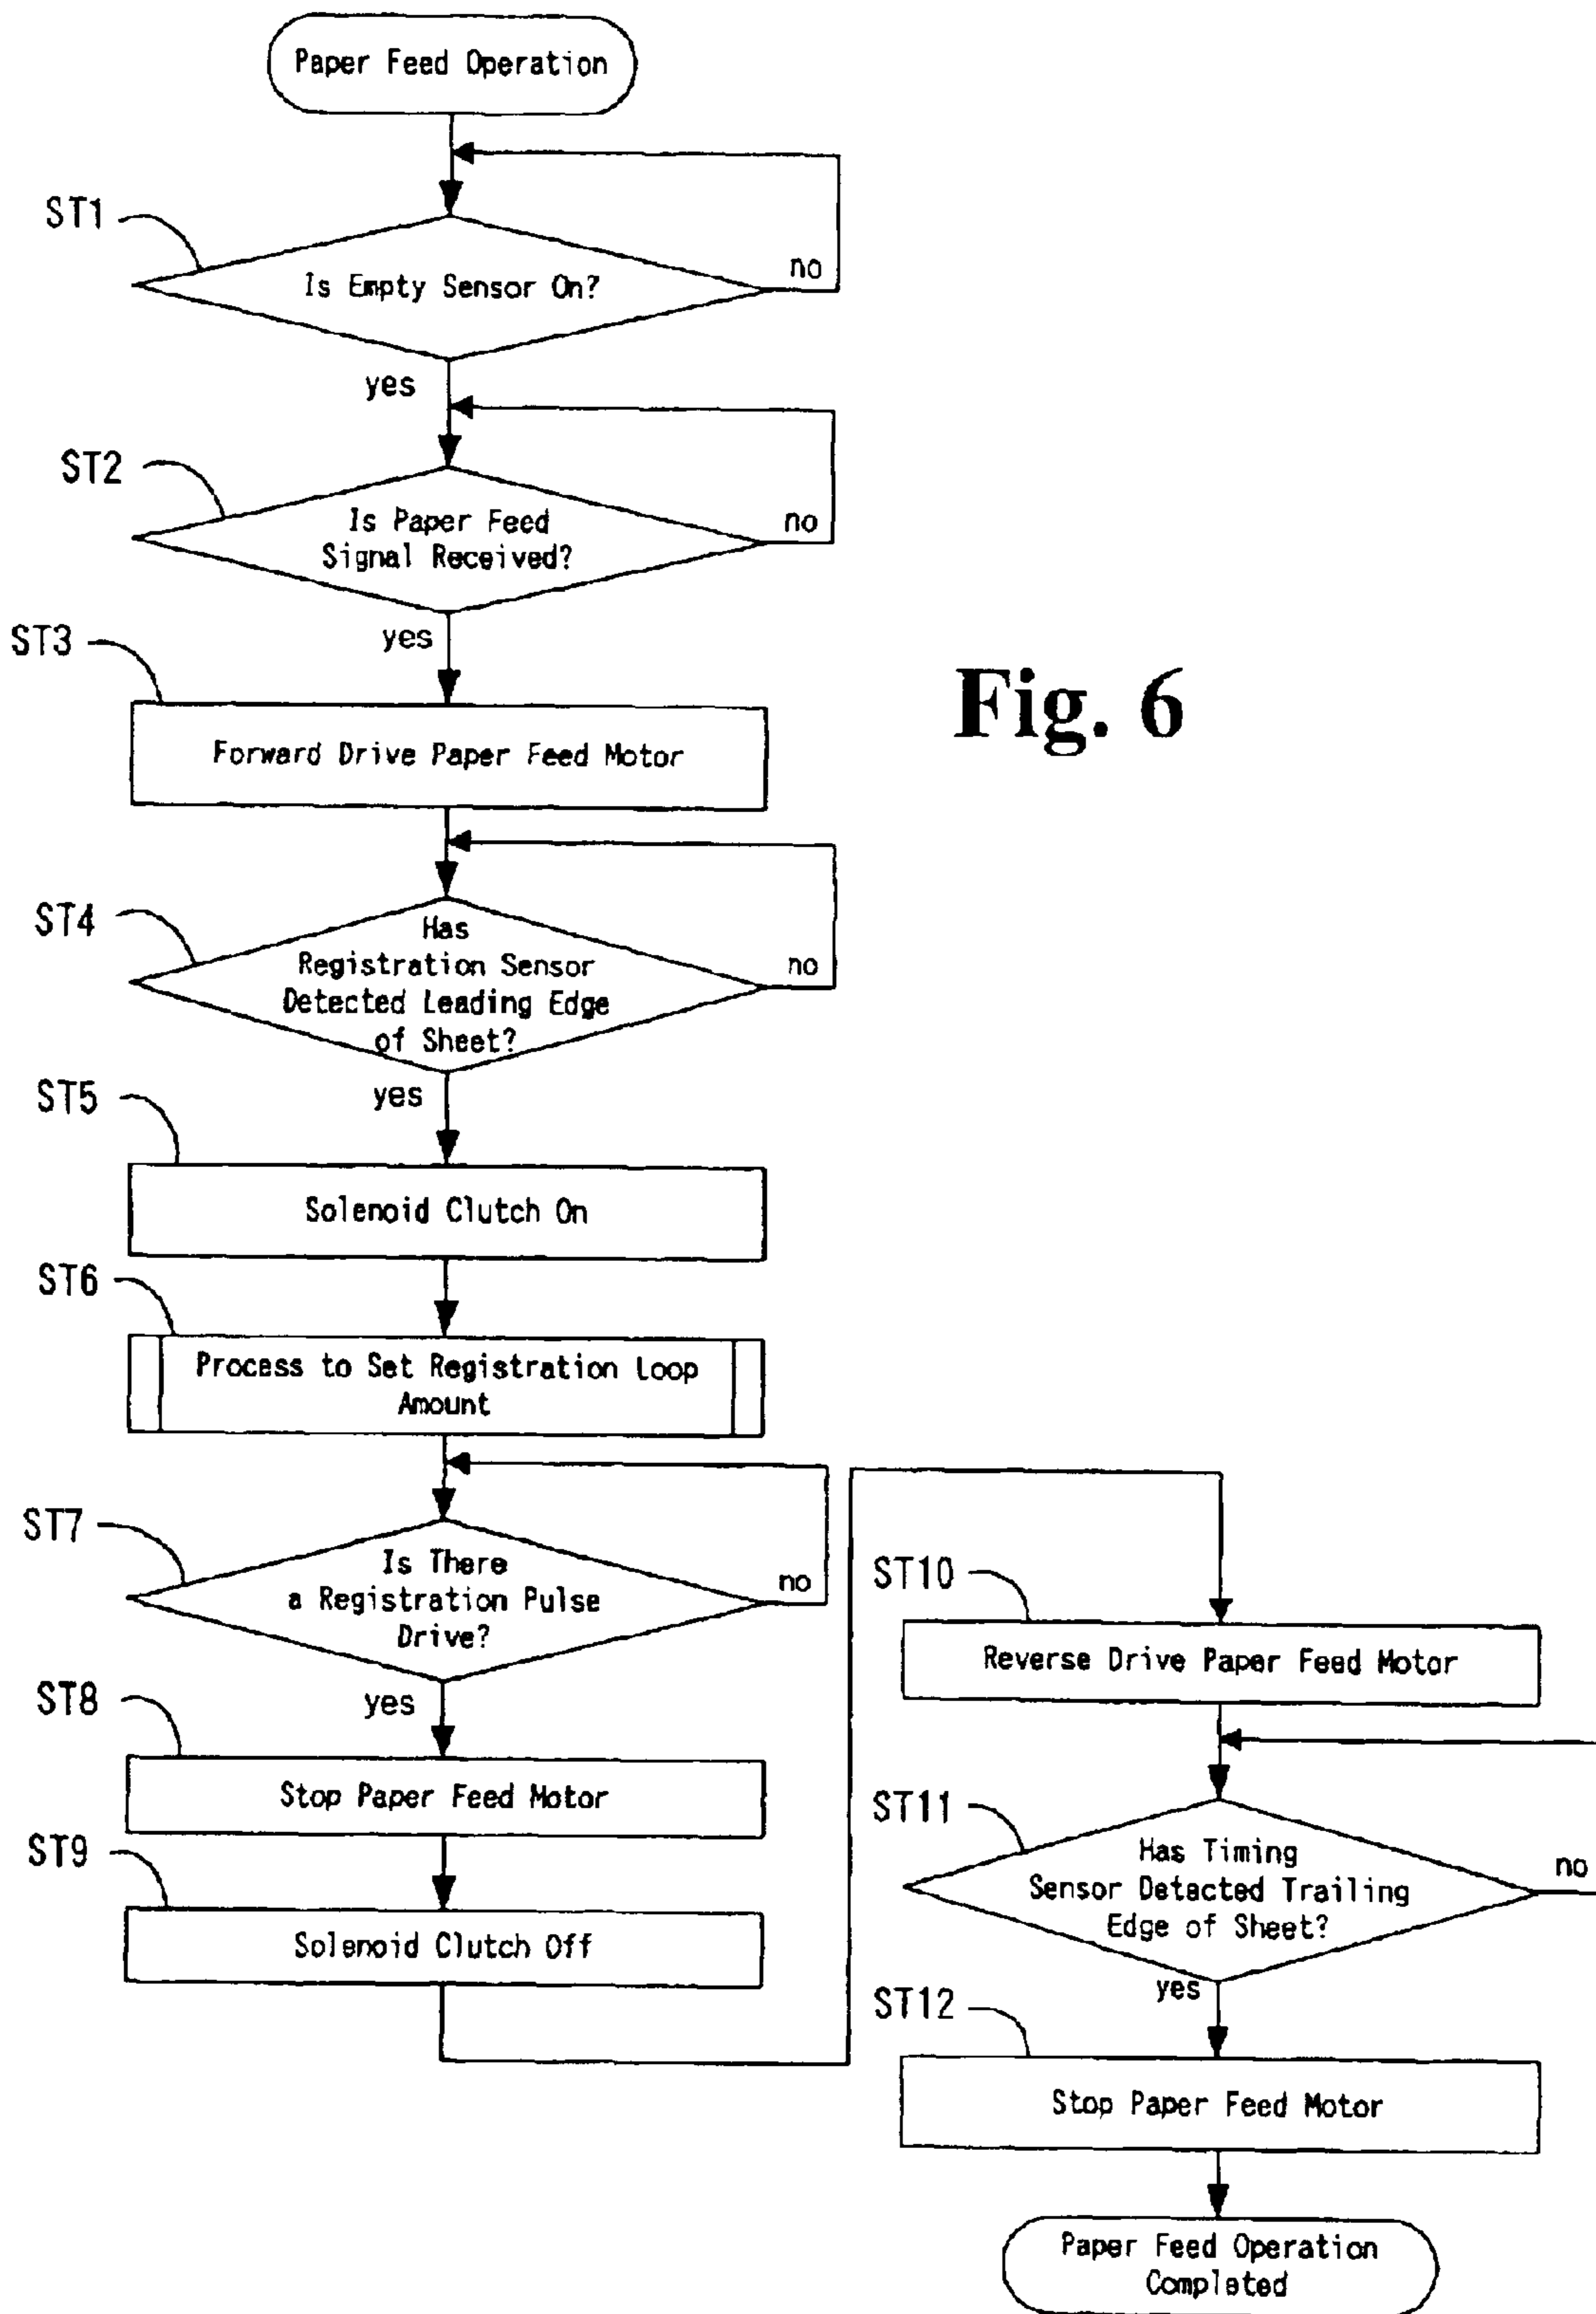 Paper Feed Operation
ST1
Is Empty Sensor On?
no
yes
ST2
Is Paper Feed
Signal Received?
no
yes
ST3
Forward Drive Paper Feed Motor
Fig. 6
ST4
Has
Registration Sensor
Detected Leading Edge
of Sheet?
no
yes
ST5
Solenoid Clutch On
ST6
Process to Set Registration Loop
Amount
ST7
Is There
a Registration Pulse
Drive?
no
yes
ST8
Stop Paper Feed Motor
ST9
Solenoid Clutch Off
ST10
Reverse Drive Paper Feed Motor
ST11
Has Timing
Sensor Detected Trailing
Edge of Sheet?
no
yes
ST12
Stop Paper Feed Motor
Paper Feed Operation
Completed